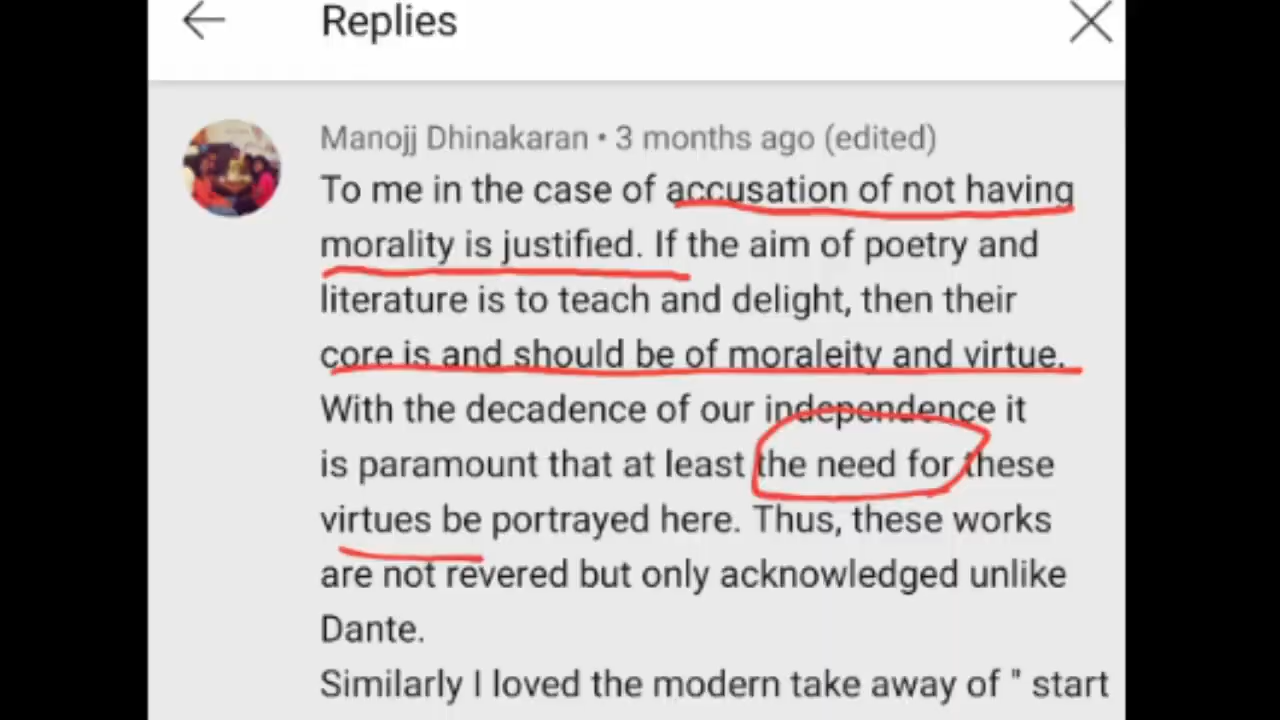 Replies
Manojj Dhinakaran • 3 months ago (edited)
To me in the case of accusation of not having
morality is justified. If the aim of poetry and
literature is to teach and delight, then their
core is and should be of moraleity and virtue.
With the decadence of our independence it
is paramount that at least the need for these
virtues be portrayed here. Thus, these works
are not revered but only acknowledged unlike
Dante.
Similarly I loved the modern take away of " start